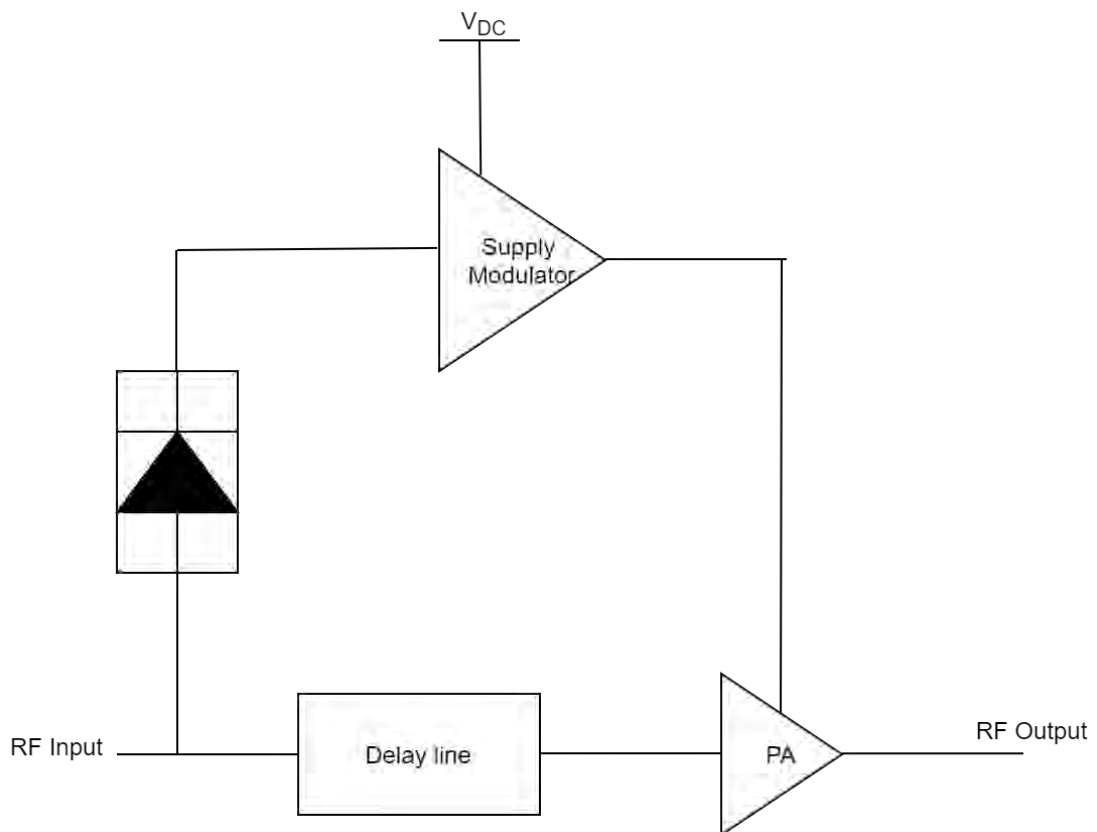 VDC
Supply
Modulator
RF Input
Delay line
PA
RF Output